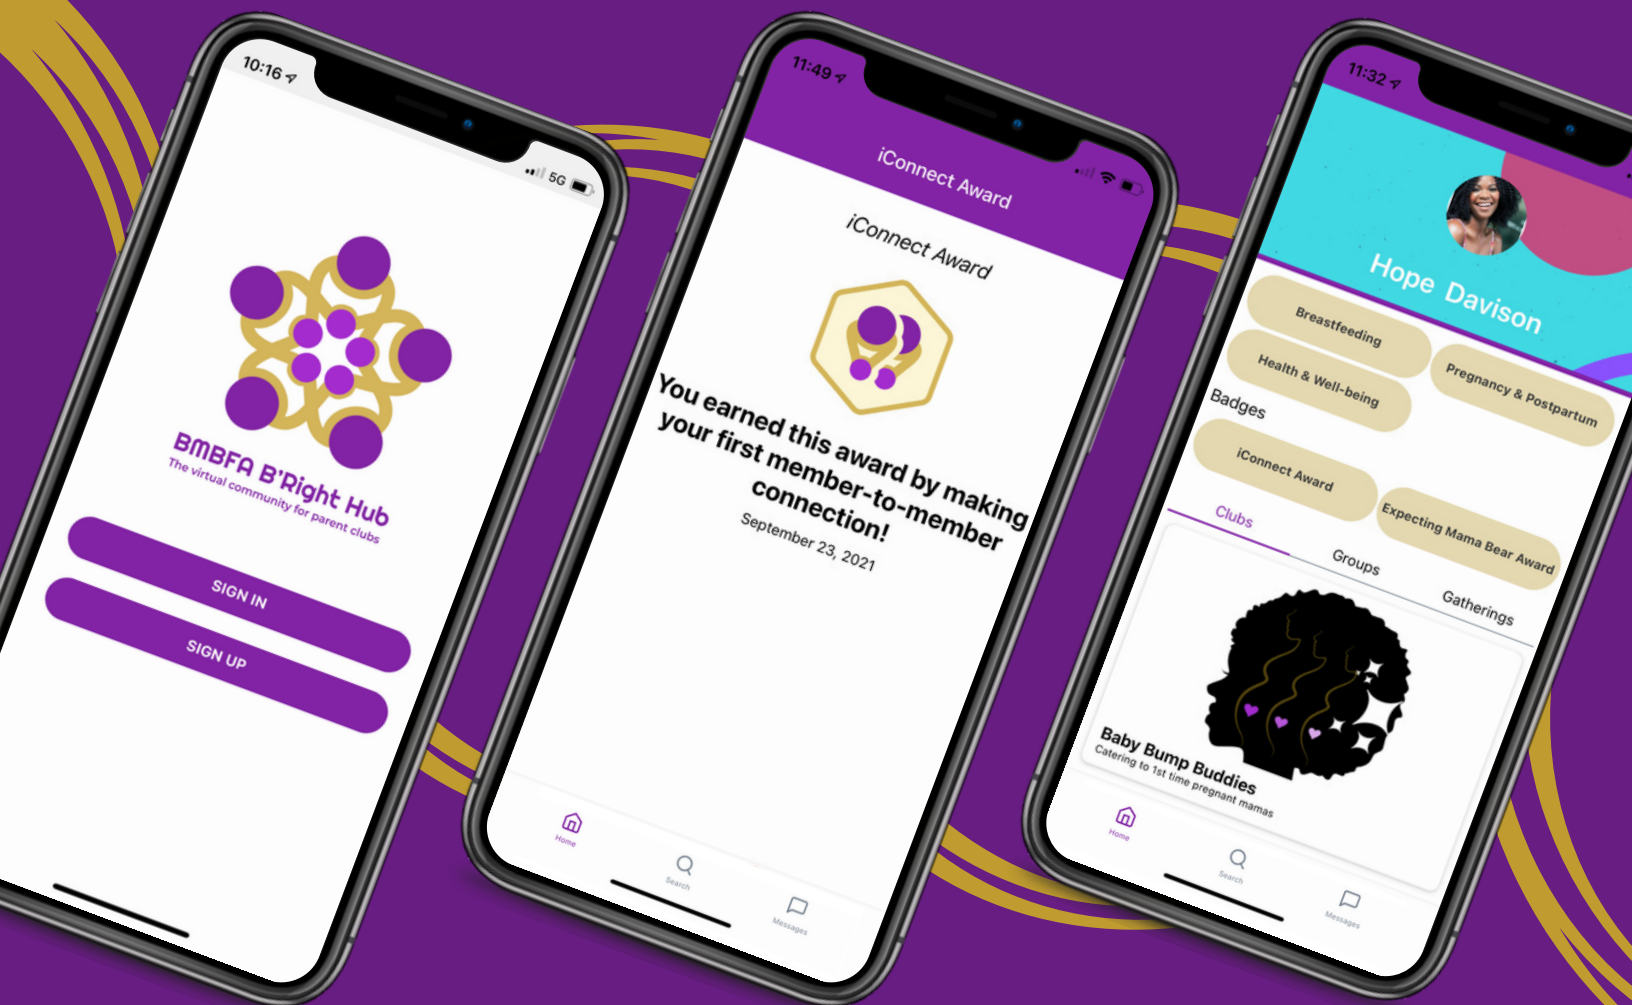 10:16
5G
BMBFA B'Right Hub
The virtual community for parent clubs
SIGN IN
SIGN UP
11:49
iConnect Award
iConnect Award
You earned this award by making
your first member-to-member
connection!
September 23, 2021
Home
Search
Messages
11:32
Hope Davison
Breastfeeding
Pregnancy & Postpartum
Health & Well-being
Badges
iConnect Award
Expecting Mama Bear Award
Clubs
Groups
Gatherings
Baby Bump Buddies
Catering to 1st time pregnant mamas
Home
Search
Messages